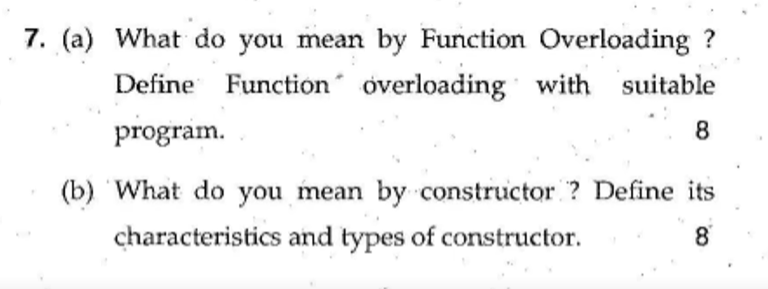 7. (a) What do you mean by Function Overloading ?
Define Function overloading with suitable
program. 8
(b) What do you mean by constructor ? Define its
characteristics and types of constructor. 8